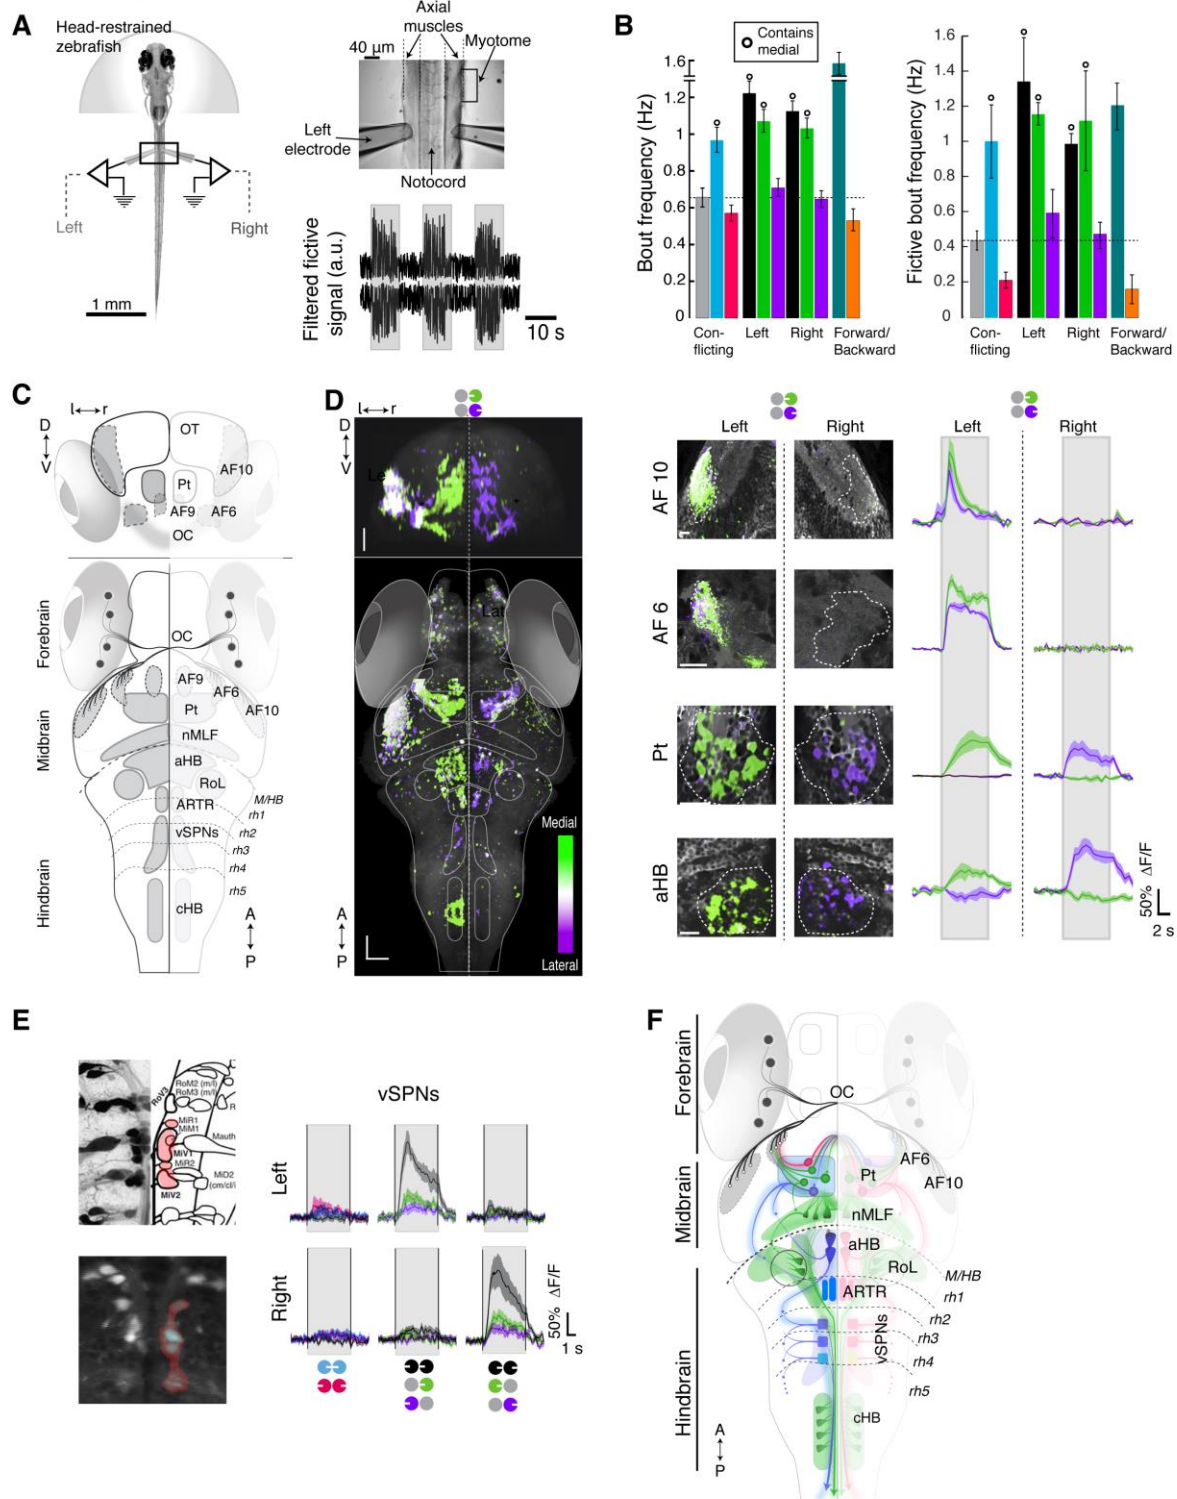 A
Head-restrained
zebrafish
Left
Right
1 mm
Axial
muscles
Myotome
40 μm
Left
electrode
Notocord
Filtered fictive
signal (a.u.)
10 s
B
Contains
medial
Bout frequency (Hz)
1.6
1.2
1
0.8
0.6
0.4
0.2
0
Con-
flicting
Left
Right
Forward/
Backward
Fictive bout frequency (Hz)
1.6
1.4
1.2
1
0.8
0.6
0.4
0.2
0
Con-
flicting
Left
Right
Forward/
Backward
C
l r
D
V
OT
AF10
Pt
AF9
AF6
OC
Forebrain
Midbrain
Hindbrain
OC
AF9
AF6
Pt
AF10
nMLF
aHB
RoL
ARTR
M/HB
rh1
vSPNs
rh2
rh3
rh4
rh5
cHB
A
P
D
l r
D
V
Le
Lat
Medial
Lateral
A
P
Left
Right
Left
Right
AF 10
AF 6
Pt
aHB
50% ΔF/F
2 s
E
RoV3
RoM2 (m/l)
RoM3 (m/l)
R
MiR1
MiM1
Mauth
MiV1
MiR2
MiD2
(cm/cl/i
MiV2
vSPNs
Left
Right
50% ΔF/F
1 s
F
Forebrain
Midbrain
Hindbrain
OC
AF6
Pt
AF10
nMLF
aHB
RoL
M/HB
ARTR
rh1
rh2
vSPNs
rh3
rh4
rh5
cHB
A
P